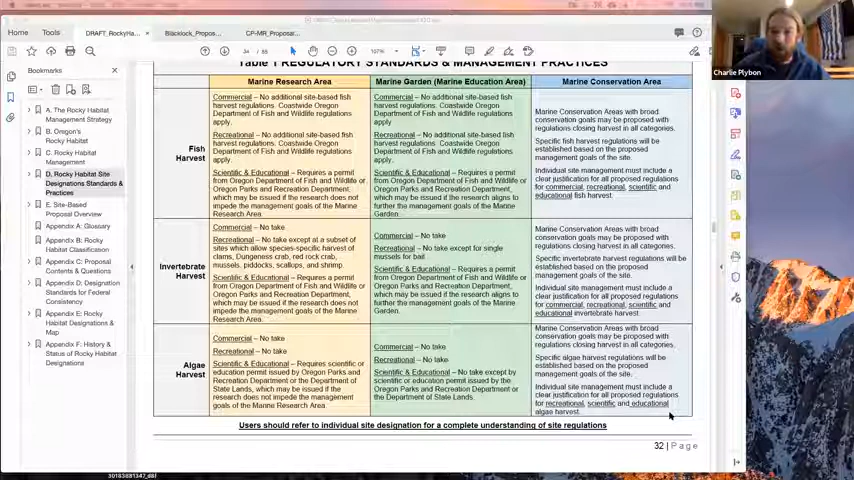 Home
Tools
DRAFT_RockyHa...
Blacklock_Propos...
CP-MR_Proposal...
Charlie Plybon
34 / 88
107%
Bookmarks
A. The Rocky Habitat
Management Strategy
B. Oregon's
Rocky Habitat
C. Rocky Habitat
Management
D. Rocky Habitat Site
Designations Standards &
Practices
E. Site-Based
Proposal Overview
Appendix A: Glossary
Appendix B: Rocky
Habitat Classification
Appendix C: Proposal
Contents & Questions
Appendix D: Designation
Standards for Federal
Consistency
Appendix E: Rocky
Habitat Designations &
Map
Appendix F: History &
Status of Rocky Habitat
Designations
Table 1 REGULATORY STANDARDS & MANAGEMENT PRACTICES
Marine Research Area
Marine Garden (Marine Education Area)
Marine Conservation Area
Fish
Harvest
Commercial – No additional site-based fish
harvest regulations. Coastwide Oregon
Department of Fish and Wildlife regulations
apply.
Recreational – No additional site-based fish
harvest regulations. Coastwide Oregon
Department of Fish and Wildlife regulations
apply.
Scientific & Educational – Requires a permit
from Oregon Department of Fish and Wildlife or
Oregon Parks and Recreation Department,
which may be issued if the research does not
impede the management goals of the Marine
Research Area
Commercial – No additional site-based fish
harvest regulations. Coastwide Oregon
Department of Fish and Wildlife regulations
apply
Recreational – No additional site-based fish
harvest regulations. Coastwide Oregon
Department of Fish and Wildlife regulations
apply.
Scientific & Educational – Requires a permit
from Oregon Department of Fish and Wildlife or
Oregon Parks and Recreation Department,
which may be issued if the research aligns to
further the management goals of the Marine
Garden.
Marine Conservation Areas with broad
conservation goals may be proposed with
regulations closing harvest in all categories.
Specific fish harvest regulations will be
established based on the proposed
management goals of the site.
Individual site management must include a
clear justification for all proposed regulations
for commercial, recreational, scientific and
educational fish harvest.
Invertebrate
Harvest
Commercial – No take
Recreational – No take except at a subset of
sites which allow species-specific harvest of
clams, Dungeness crab, red rock crab,
mussels, piddocks, scallops, and shrimp.
Scientific & Educational – Requires a permit
from Oregon Department of Fish and Wildlife or
Oregon Parks and Recreation Department,
which may be issued if the research does not
impede the management goals of the Marine
Research Area.
Commercial – No take
Recreational – No take except for single
mussels for bait
Scientific & Educational – Requires a permit
from Oregon Department of Fish and Wildlife or
Oregon Parks and Recreation Department,
which may be issued if the research aligns to
further the management goals of the Marine
Garden.
Marine Conservation Areas with broad
conservation goals may be proposed with
regulations closing harvest in all categories.
Specific invertebrate harvest regulations will be
established based on the proposed
management goals of the site.
Individual site management must include a
clear justification for all proposed regulations
for commercial, recreational, scientific and
educational invertebrate harvest
Algae
Harvest
Commercial – No take
Recreational – No take
Scientific & Educational – Requires scientific or
education permit issued by Oregon Parks and
Recreation Department or the Department of
State Lands, which may be issued if the
research does not impede the management
goals of the Marine Research Area
Commercial – No take
Recreational – No take
Scientific & Educational – No take except by
scientific or education permit issued by the
Oregon Parks and Recreation Department or
the Department of State Lands.
Marine Conservation Areas with broad
conservation goals may be proposed with
regulations closing harvest in all categories.
Specific algae harvest regulations will be
established based on the proposed
management goals of the site.
Individual site management must include a
clear justification for all proposed regulations
for recreational, scientific and educational
algae harvest.
Users should refer to individual site designation for a complete understanding of site regulations
32 | Page